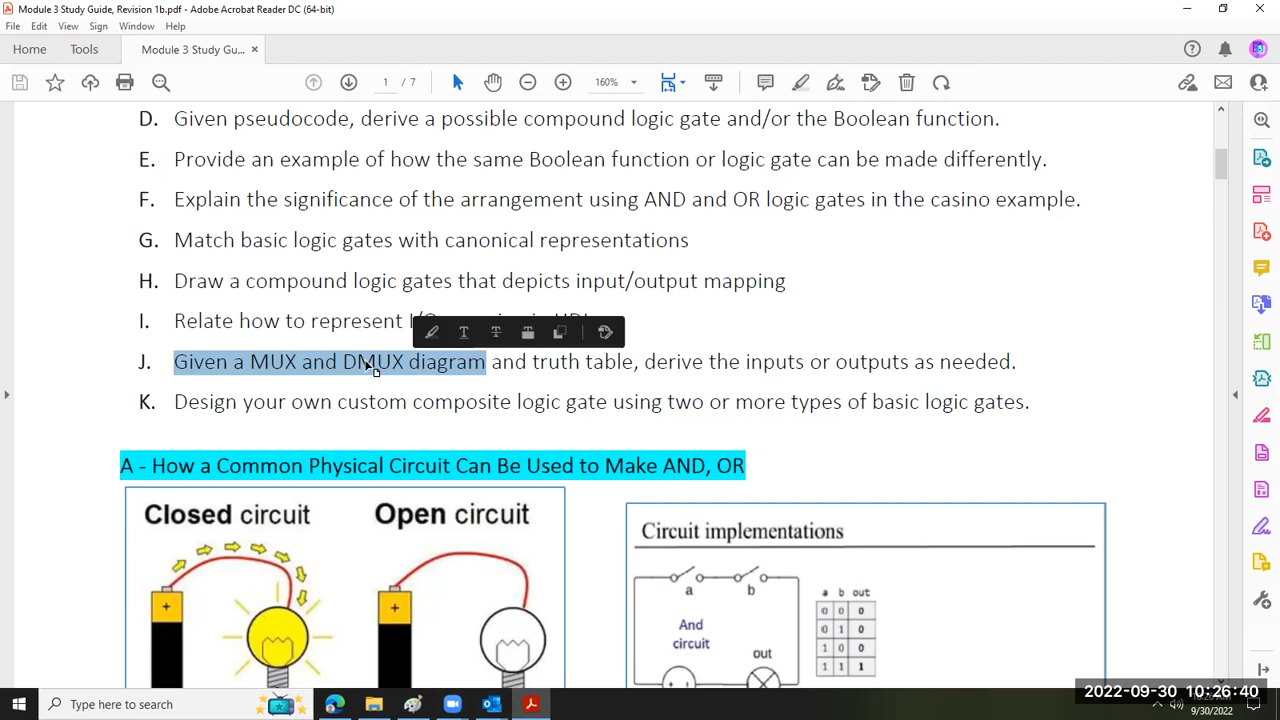 Module 3 Study Guide, Revision 1b.pdf - Adobe Acrobat Reader DC (64-bit)
File Edit View Sign Window Help
Home Tools Module 3 Study Gu... ×
1 / 7 160%
D. Given pseudocode, derive a possible compound logic gate and/or the Boolean function.
E. Provide an example of how the same Boolean function or logic gate can be made differently.
F. Explain the significance of the arrangement using AND and OR logic gates in the casino example.
G. Match basic logic gates with canonical representations
H. Draw a compound logic gates that depicts input/output mapping
I. Relate how to represent
J. Given a MUX and DMUX diagram and truth table, derive the inputs or outputs as needed.
K. Design your own custom composite logic gate using two or more types of basic logic gates.
A - How a Common Physical Circuit Can Be Used to Make AND, OR
Closed circuit Open circuit
Circuit implementations
a b
And
circuit
out
a b out
0 0 0
0 1 0
1 0 0
1 1 1
+ +
Type here to search
2022-09-30 10:26:40
9/30/2022